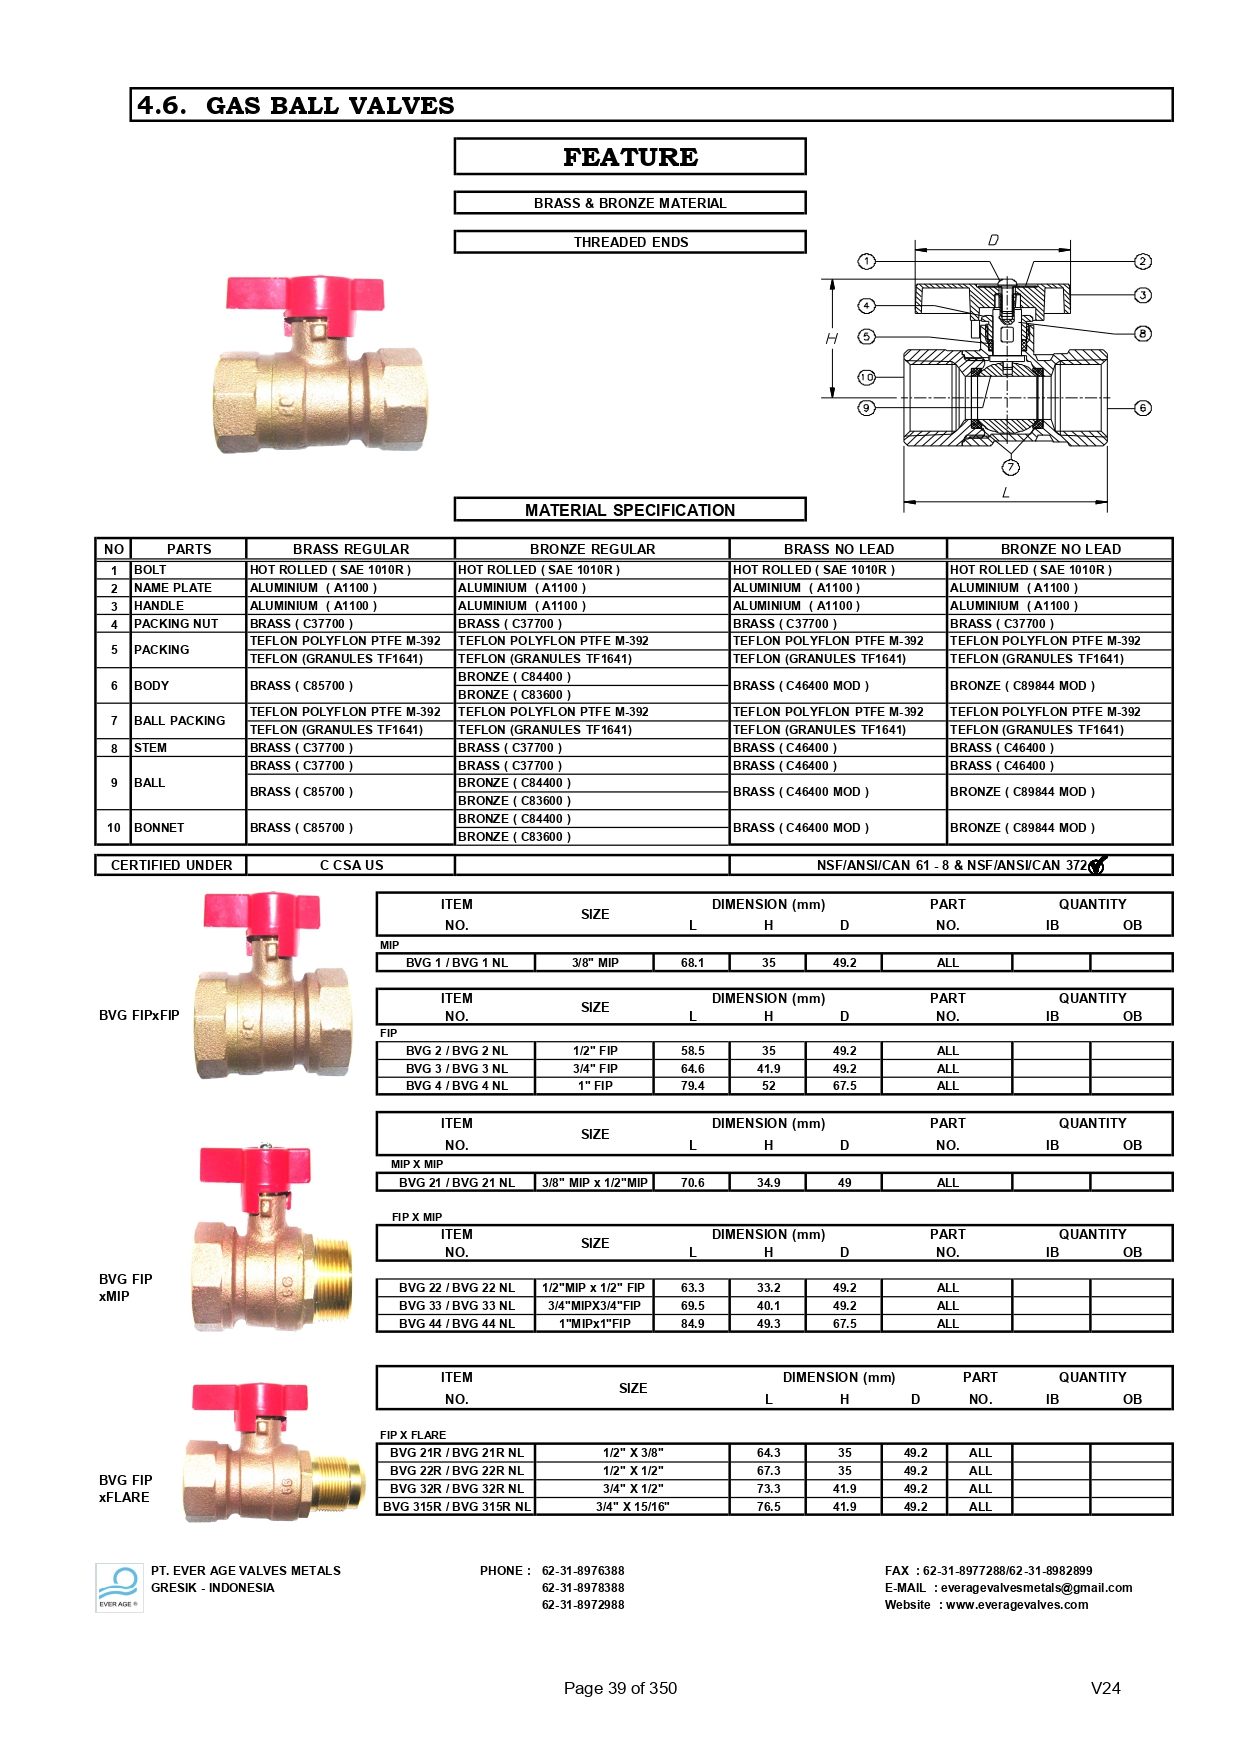 4.6. GAS BALL VALVES
FEATURE
BRASS & BRONZE MATERIAL
THREADED ENDS
D
1
2
3
4
H
5
8
10
9
6
7
L
MATERIAL SPECIFICATION
NO PARTS BRASS REGULAR BRONZE REGULAR BRASS NO LEAD BRONZE NO LEAD
1 BOLT HOT ROLLED ( SAE 1010R ) HOT ROLLED ( SAE 1010R ) HOT ROLLED ( SAE 1010R ) HOT ROLLED ( SAE 1010R )
2 NAME PLATE ALUMINIUM ( A1100 ) ALUMINIUM ( A1100 ) ALUMINIUM ( A1100 ) ALUMINIUM ( A1100 )
3 HANDLE ALUMINIUM ( A1100 ) ALUMINIUM ( A1100 ) ALUMINIUM ( A1100 ) ALUMINIUM ( A1100 )
4 PACKING NUT BRASS ( C37700 ) BRASS ( C37700 ) BRASS ( C37700 ) BRASS ( C37700 )
5 PACKING TEFLON POLYFLON PTFE M-392 TEFLON POLYFLON PTFE M-392 TEFLON POLYFLON PTFE M-392 TEFLON POLYFLON PTFE M-392
TEFLON (GRANULES TF1641) TEFLON (GRANULES TF1641) TEFLON (GRANULES TF1641) TEFLON (GRANULES TF1641)
6 BODY BRASS ( C85700 ) BRONZE ( C84400 ) BRASS ( C46400 MOD ) BRONZE ( C89844 MOD )
BRONZE ( C83600 )
7 BALL PACKING TEFLON POLYFLON PTFE M-392 TEFLON POLYFLON PTFE M-392 TEFLON POLYFLON PTFE M-392 TEFLON POLYFLON PTFE M-392
TEFLON (GRANULES TF1641) TEFLON (GRANULES TF1641) TEFLON (GRANULES TF1641) TEFLON (GRANULES TF1641)
8 STEM BRASS ( C37700 ) BRASS ( C37700 ) BRASS ( C46400 ) BRASS ( C46400 )
9 BALL BRASS ( C37700 ) BRASS ( C37700 ) BRASS ( C46400 ) BRASS ( C46400 )
BRASS ( C85700 ) BRONZE ( C84400 ) BRASS ( C46400 MOD ) BRONZE ( C89844 MOD )
BRONZE ( C83600 )
10 BONNET BRASS ( C85700 ) BRONZE ( C84400 ) BRASS ( C46400 MOD ) BRONZE ( C89844 MOD )
BRONZE ( C83600 )
CERTIFIED UNDER C CSA US NSF/ANSI/CAN 61 - 8 & NSF/ANSI/CAN 372
ITEM SIZE DIMENSION (mm) PART QUANTITY
NO. L H D NO. IB OB
MIP
BVG 1 / BVG 1 NL 3/8" MIP 68.1 35 49.2 ALL
BVG FIPxFIP
ITEM SIZE DIMENSION (mm) PART QUANTITY
NO. L H D NO. IB OB
FIP
BVG 2 / BVG 2 NL 1/2" FIP 58.5 35 49.2 ALL
BVG 3 / BVG 3 NL 3/4" FIP 64.6 41.9 49.2 ALL
BVG 4 / BVG 4 NL 1" FIP 79.4 52 67.5 ALL
ITEM SIZE DIMENSION (mm) PART QUANTITY
NO. L H D NO. IB OB
MIP X MIP
BVG 21 / BVG 21 NL 3/8" MIP x 1/2"MIP 70.6 34.9 49 ALL
FIP X MIP
ITEM SIZE DIMENSION (mm) PART QUANTITY
NO. L H D NO. IB OB
BVG FIP
xMIP
BVG 22 / BVG 22 NL 1/2"MIP x 1/2" FIP 63.3 33.2 49.2 ALL
BVG 33 / BVG 33 NL 3/4"MIPX3/4"FIP 69.5 40.1 49.2 ALL
BVG 44 / BVG 44 NL 1"MIPx1"FIP 84.9 49.3 67.5 ALL
ITEM SIZE DIMENSION (mm) PART QUANTITY
NO. L H D NO. IB OB
FIP X FLARE
BVG 21R / BVG 21R NL 1/2" X 3/8" 64.3 35 49.2 ALL
BVG 22R / BVG 22R NL 1/2" X 1/2" 67.3 35 49.2 ALL
BVG 32R / BVG 32R NL 3/4" X 1/2" 73.3 41.9 49.2 ALL
BVG 315R / BVG 315R NL 3/4" X 15/16" 76.5 41.9 49.2 ALL
BVG FIP
xFLARE
EVER AGE ®
PT. EVER AGE VALVES METALS PHONE : 62-31-8976388 FAX : 62-31-8977288/62-31-8982899
GRESIK - INDONESIA 62-31-8978388 E-MAIL : everagevalvesmetals@gmail.com
62-31-8972988 Website : www.everagevalves.com
Page 39 of 350 V24